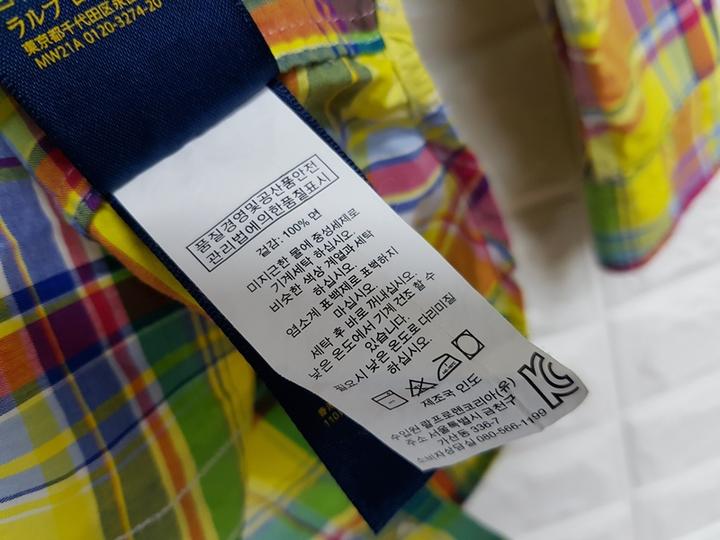 ラルフ
東京都千代田区永
MW21A 0120-3274-20
품질경영및공산품안전
관리법에의한품질표시
겉감: 100% 면
미지근한 물에 중성세제로
기계세탁 하십시오.
비슷한 색상 계열과 세탁
하십시오.
염소계 표백제로 표백하지
마십시오.
세탁 후 바로 꺼내십시오.
낮은 온도에서 기계 건조 할 수
있습니다.
필요시 낮은 온도로 다리미질
하십시오.
제조국 인도
수입원 랄프로렌코리아(유)
주소 서울특별시 금천구
가산동 336-7
소비자상담실 080-566-1499